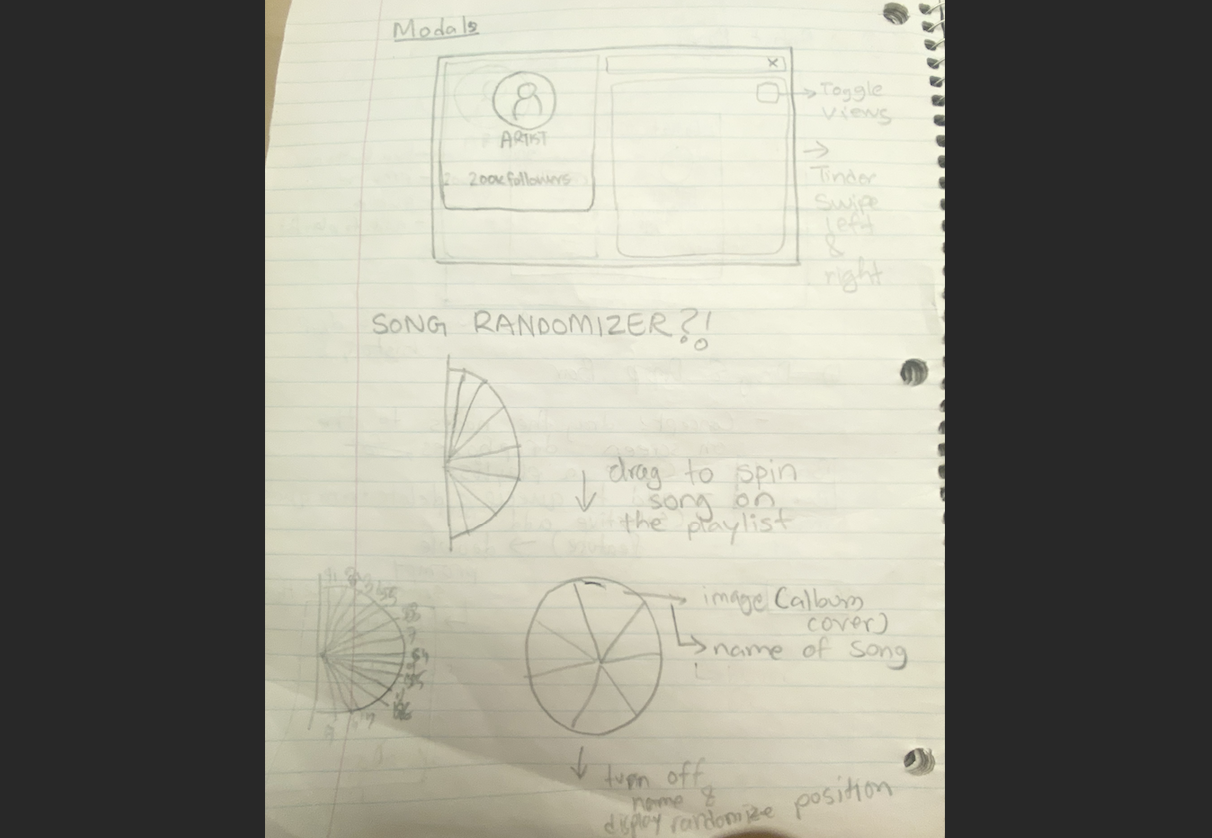 Modals
X
Toggle
views
ARTIST
→
200k followers
Tinder
Swipe
left
&
right
SONG RANDOMIZER?!
drag to spin
song on
the playlist
image (album
cover)
name of song
turn off
name &
display randomize position